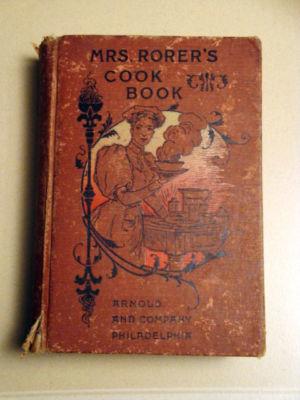 MRS. RORER'S
COOK
BOOK
ARNOLD
AND COMPANY
PHILADELPHIA